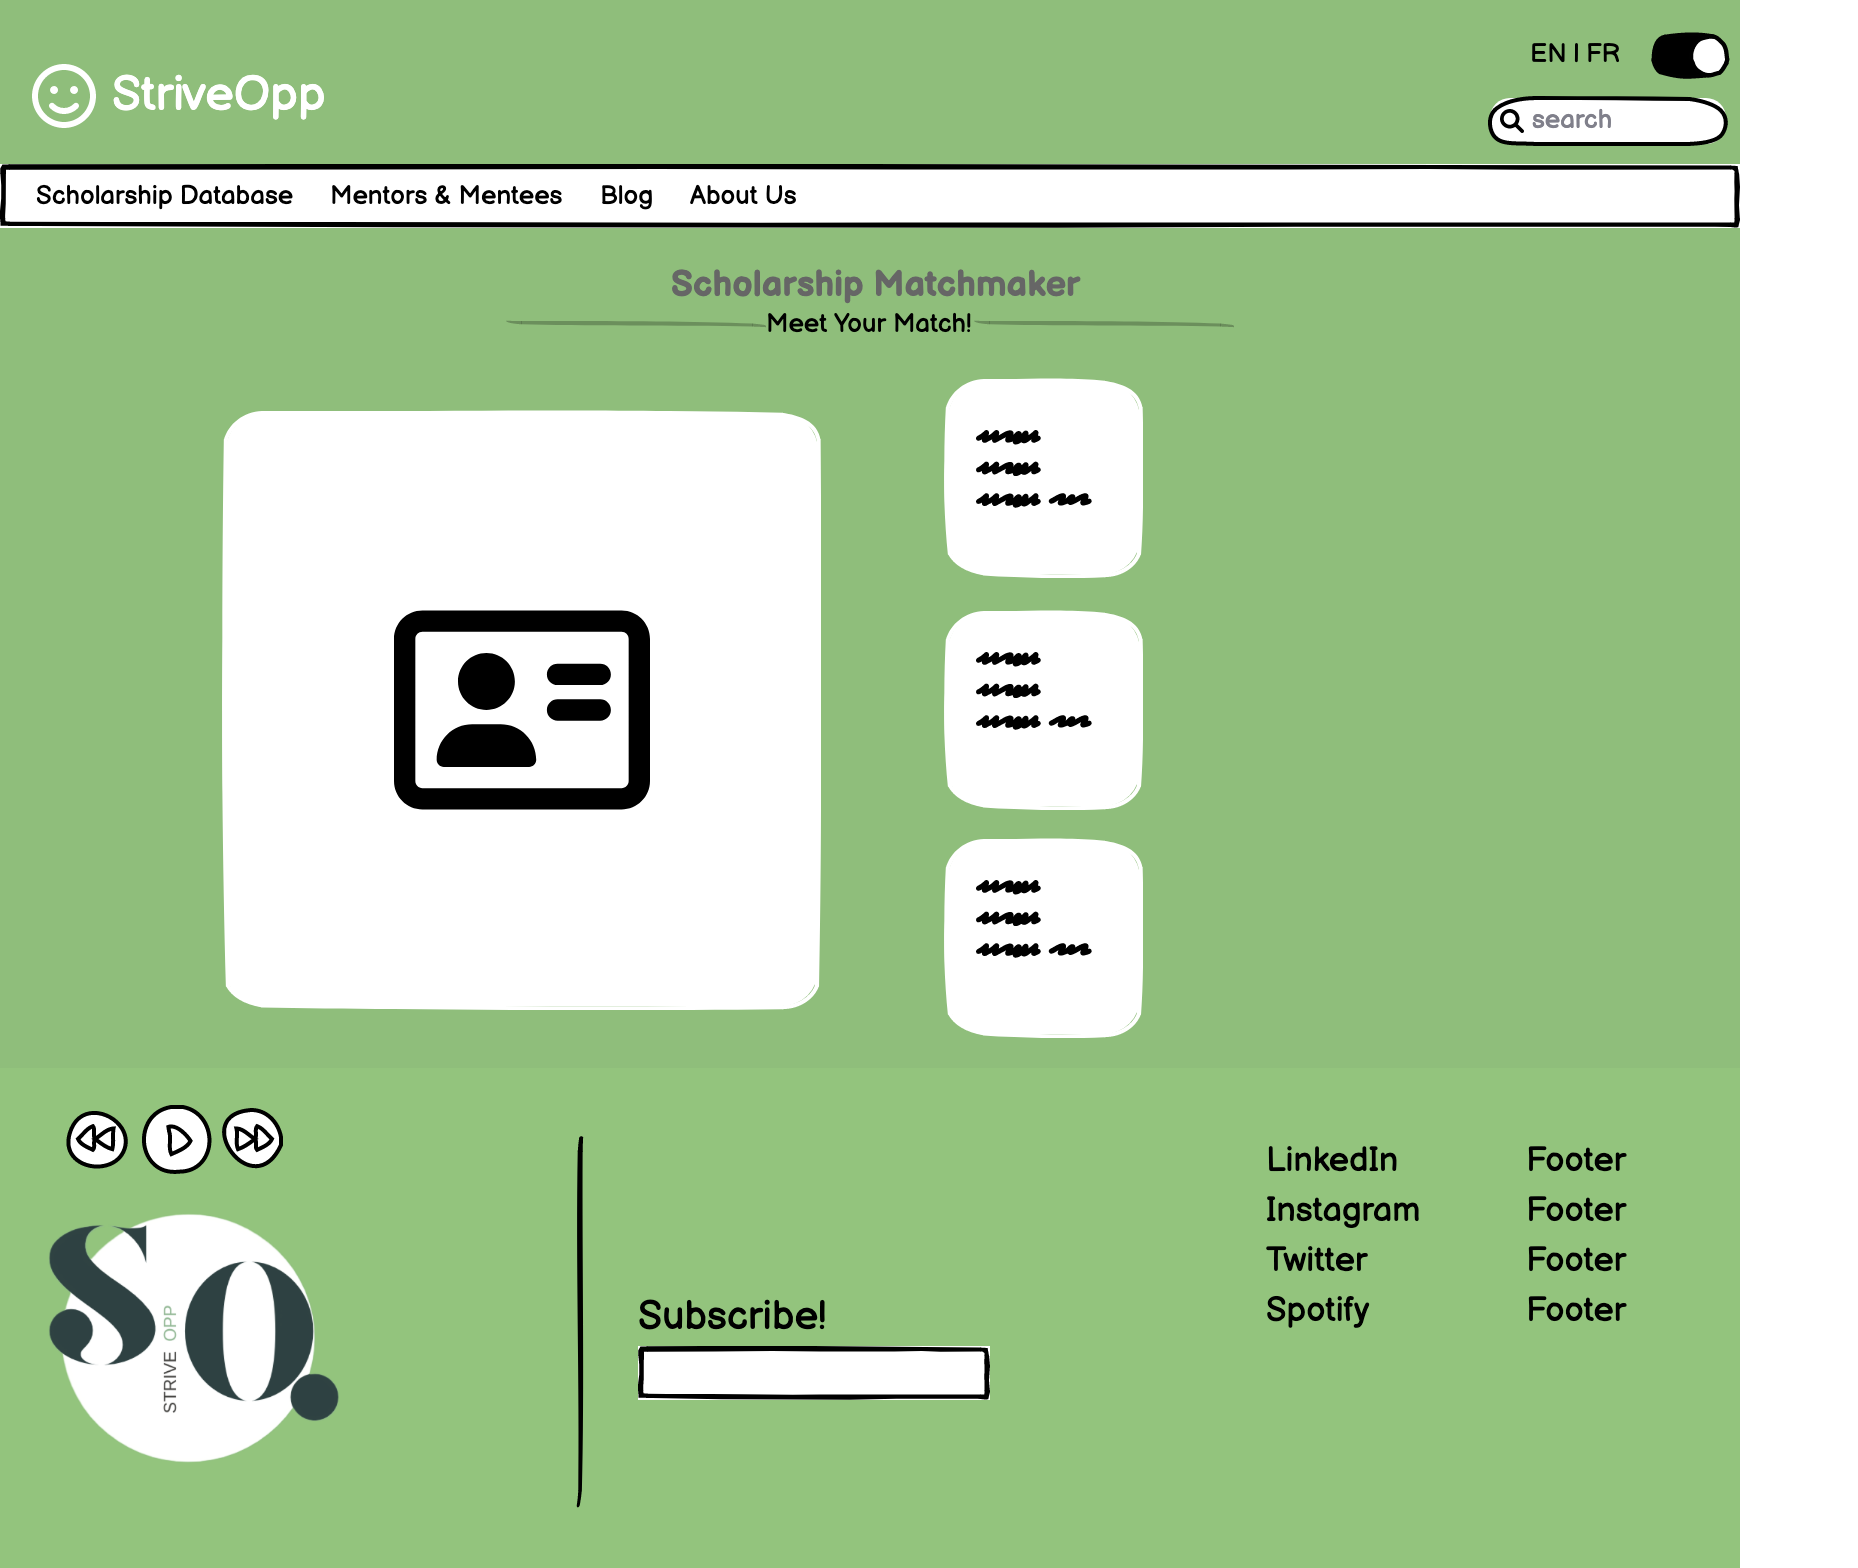 EN | FR
StriveOpp
search
Scholarship Database Mentors & Mentees Blog About Us
Scholarship Matchmaker
Meet Your Match!
LinkedIn Footer
Instagram Footer
Twitter Footer
Spotify Footer
So.
STRIVE OPP
Subscribe!